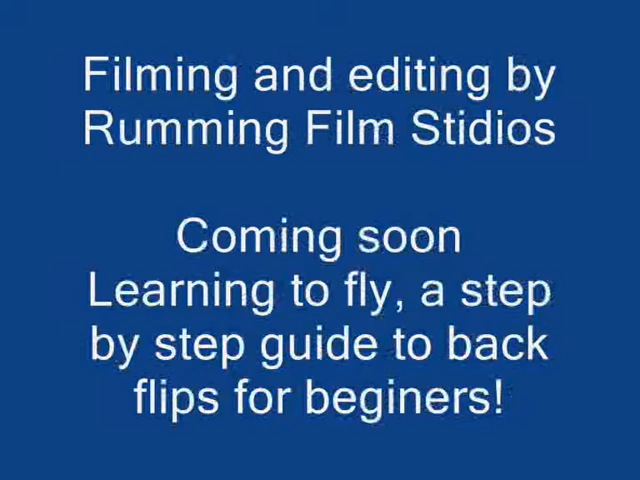 Filming and editing by
Rumming Film Stidios
Coming soon
Learning to fly, a step
by step guide to back
flips for beginers!